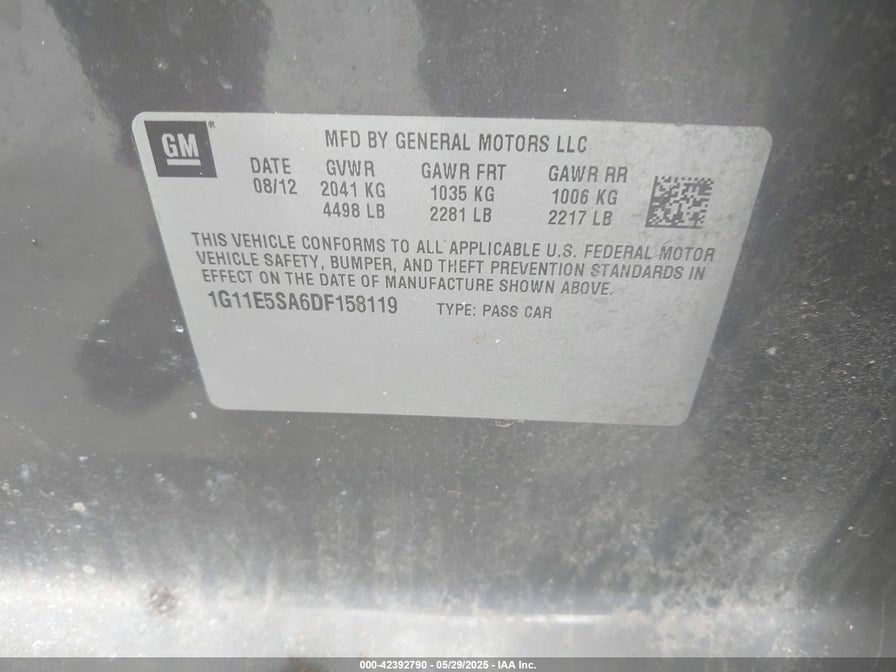 GM
MFD BY GENERAL MOTORS LLC
DATE GVWR GAWR FRT GAWR RR
08/12 2041 KG 1035 KG 1006 KG
4498 LB 2281 LB 2217 LB
THIS VEHICLE CONFORMS TO ALL APPLICABLE U.S. FEDERAL MOTOR
VEHICLE SAFETY, BUMPER, AND THEFT PREVENTION STANDARDS IN
EFFECT ON THE DATE OF MANUFACTURE SHOWN ABOVE.
1G11E5SA6DF158119 TYPE: PASS CAR
000-42392790 - 05/29/2025 - IAA Inc.